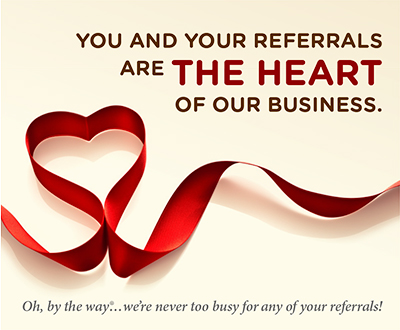 YOU AND YOUR REFERRALS
ARE THE HEART
OF OUR BUSINESS.
Oh, by the way®...we're never too busy for any of your referrals!